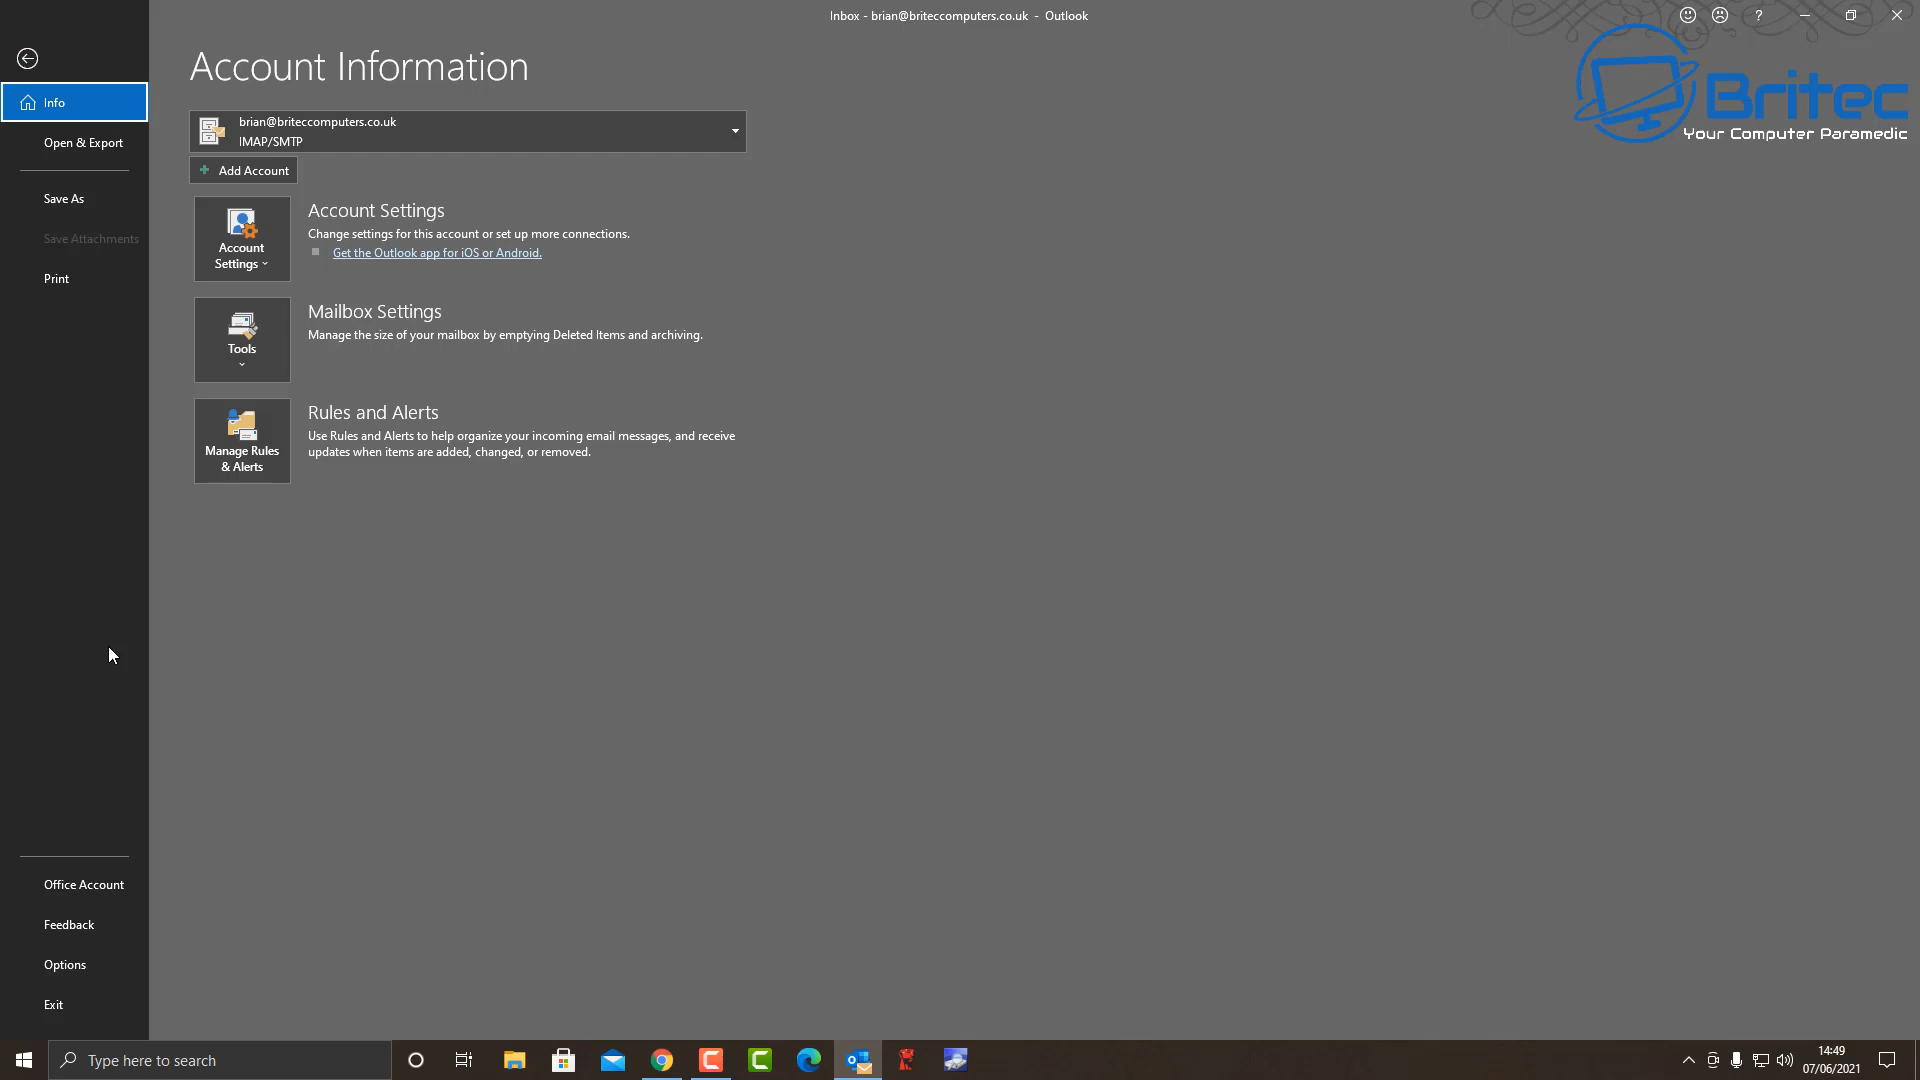 Inbox - brian@briteccomputers.co.uk - Outlook
?
Britec
Your Computer Paramedic
Account Information
Info
Open & Export
Save As
Save Attachments
Print
Office Account
Feedback
Options
Exit
brian@briteccomputers.co.uk
IMAP/SMTP
Add Account
Account
Settings
Account Settings
Change settings for this account or set up more connections.
Get the Outlook app for iOS or Android.
Tools
Mailbox Settings
Manage the size of your mailbox by emptying Deleted Items and archiving.
Manage Rules
& Alerts
Rules and Alerts
Use Rules and Alerts to help organize your incoming email messages, and receive
updates when items are added, changed, or removed.
Type here to search
14:49
07/06/2021